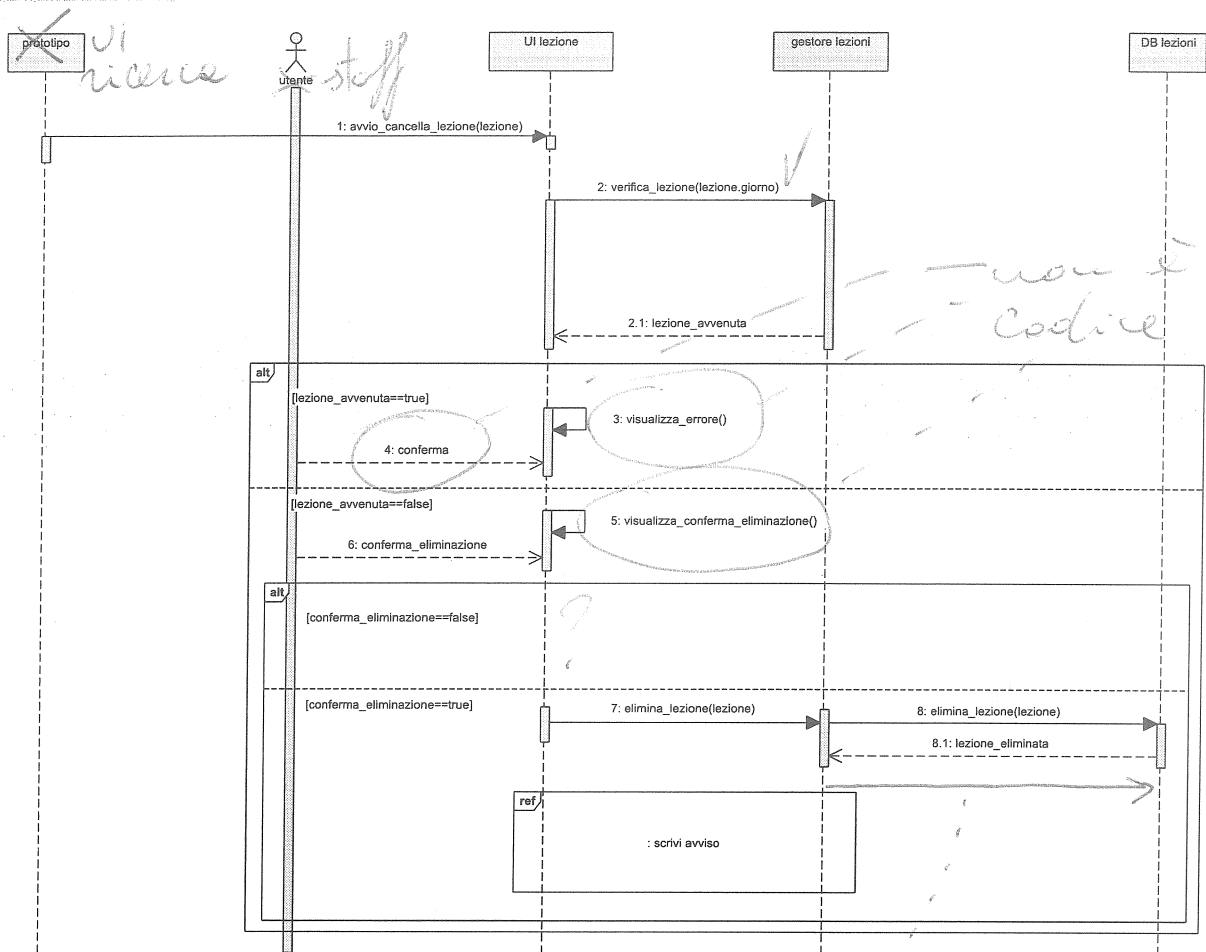 prototipo
UI
ricerca
utente
staff
UI lezione
gestore lezioni
DB lezioni
1: avvio_cancella_lezione(lezione)
2: verifica_lezione(lezione.giorno)
non è
codice
2.1: lezione_avvenuta
alt
[lezione_avvenuta==true]
3: visualizza_errore()
4: conferma
[lezione_avvenuta==false]
5: visualizza_conferma_eliminazione()
6: conferma_eliminazione
alt
[conferma_eliminazione==false]
?
[conferma_eliminazione==true]
7: elimina_lezione(lezione)
8: elimina_lezione(lezione)
8.1: lezione_eliminata
ref
: scrivi avviso